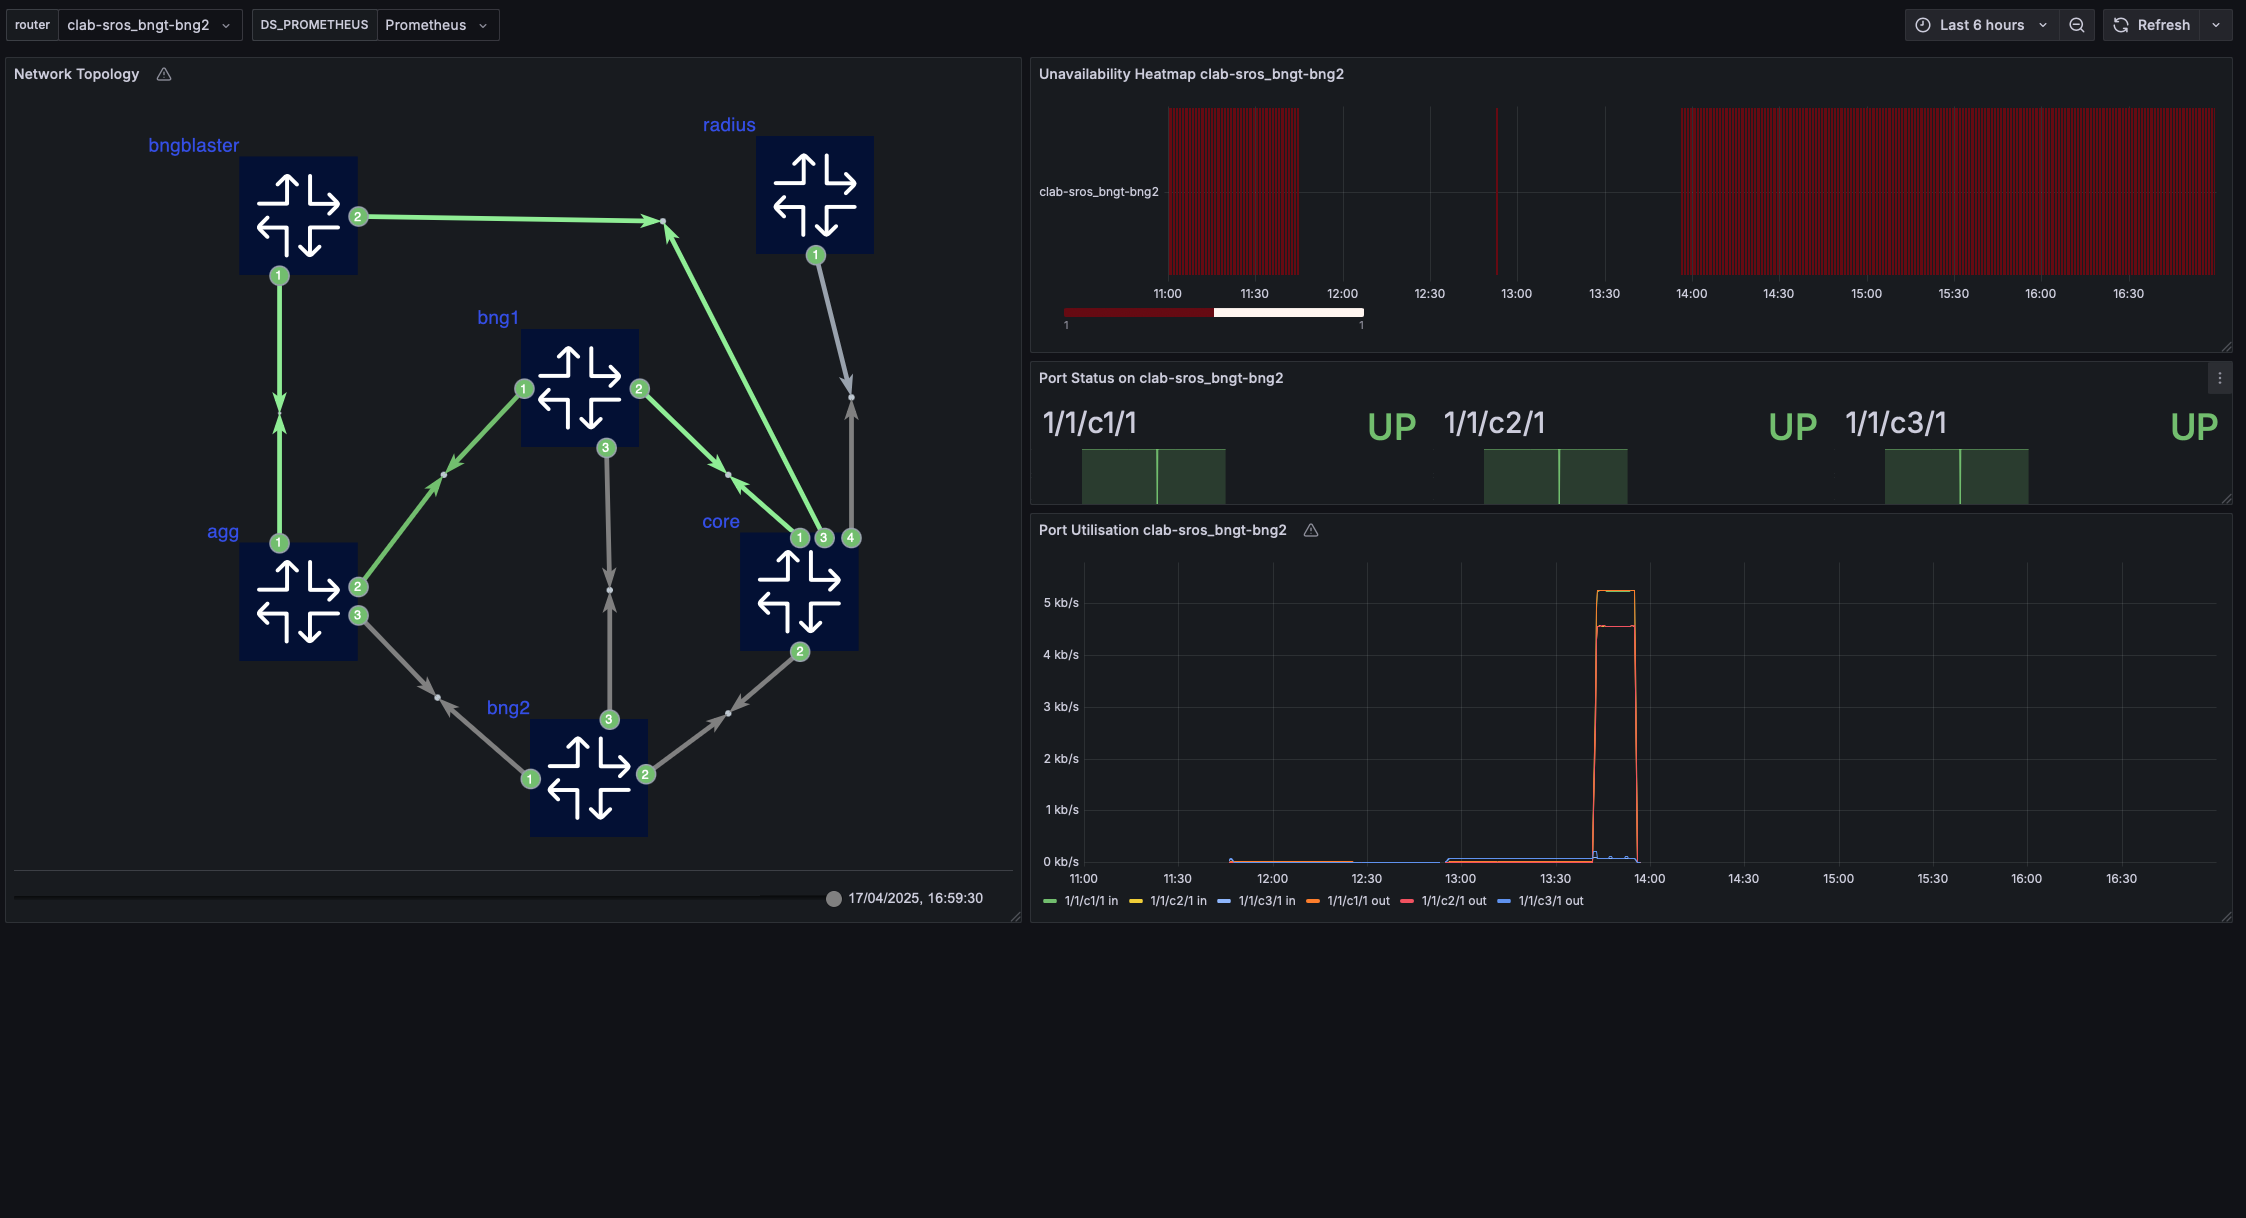 router clab-sros_bngt-bng2 DS_PROMETHEUS Prometheus Last 6 hours Refresh
Network Topology
bngblaster
radius
2
1
1
bng1
1
2
3
agg
core
1
1 3 4
2
3
2
bng2
3
1
2
17/04/2025, 16:59:30
Unavailability Heatmap clab-sros_bngt-bng2
clab-sros_bngt-bng2
11:00 11:30 12:00 12:30 13:00 13:30 14:00 14:30 15:00 15:30 16:00 16:30
1 1
Port Status on clab-sros_bngt-bng2
1/1/c1/1 UP 1/1/c2/1 UP 1/1/c3/1 UP
Port Utilisation clab-sros_bngt-bng2
5 kb/s
4 kb/s
3 kb/s
2 kb/s
1 kb/s
0 kb/s
11:00 11:30 12:00 12:30 13:00 13:30 14:00 14:30 15:00 15:30 16:00 16:30
1/1/c1/1 in 1/1/c2/1 in 1/1/c3/1 in 1/1/c1/1 out 1/1/c2/1 out 1/1/c3/1 out